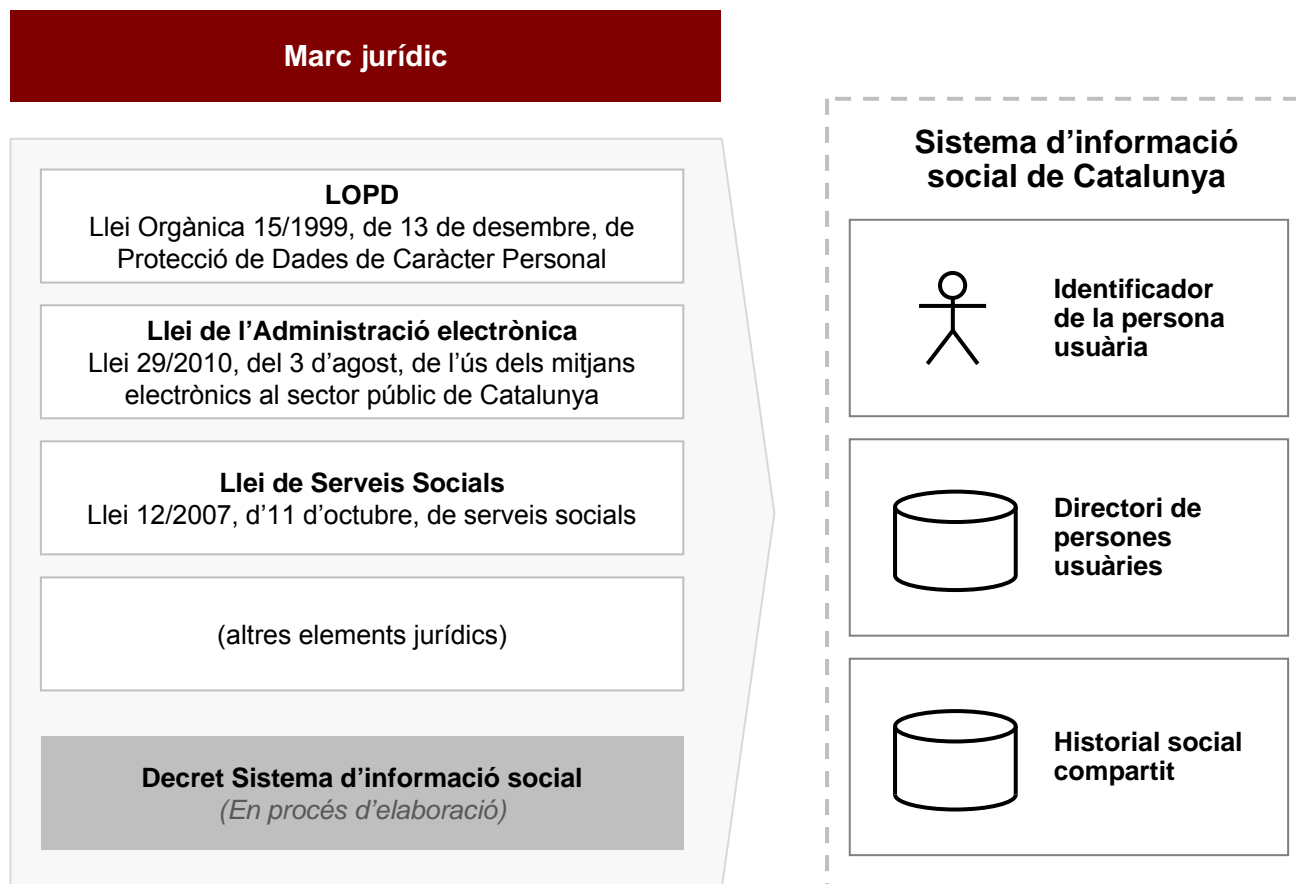 Marc jurídic
LOPD
Llei Orgànica 15/1999, de 13 de desembre, de
Protecció de Dades de Caràcter Personal
Llei de l’Administració electrònica
Llei 29/2010, del 3 d’agost, de l’ús dels mitjans
electrònics al sector públic de Catalunya
Llei de Serveis Socials
Llei 12/2007, d’11 d’octubre, de serveis socials
(altres elements jurídics)
Decret Sistema d’informació social
(En procés d’elaboració)
Sistema d’informació
social de Catalunya
Identificador
de la persona
usuària
Directori de
persones
usuàries
Historial social
compartit